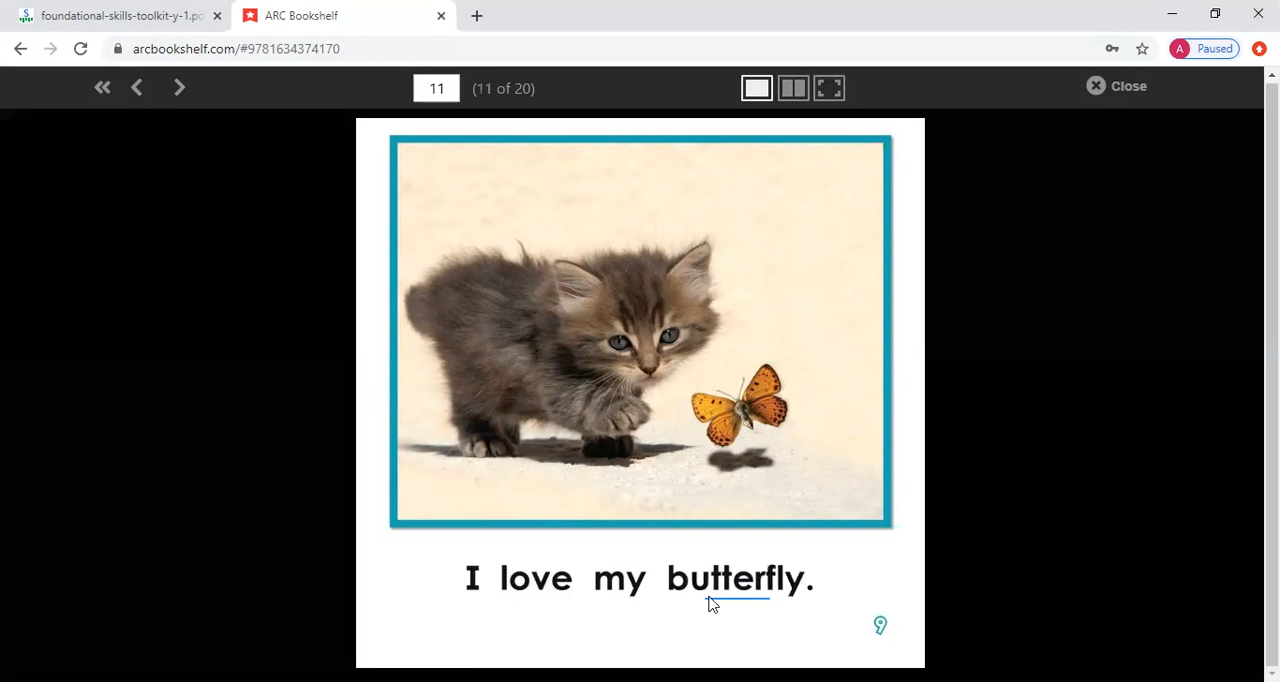 foundational-skills-toolkit-y-1.pd
ARC Bookshelf
arcbookshelf.com/#9781634374170
A Paused
11 (11 of 20)
Close
I love my butterfly.
9